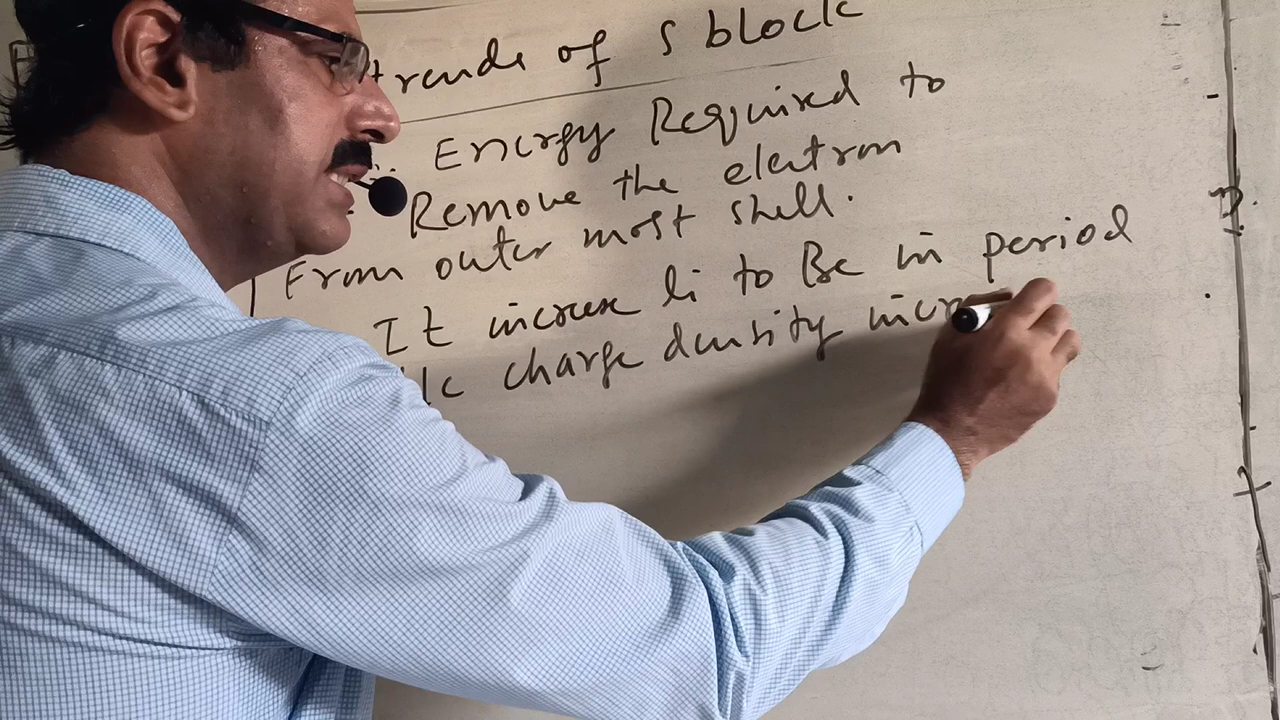 trends of s block
Energy Required to
Remove the electron
From outer most shell.
It increase li to Be in period
charge density incr